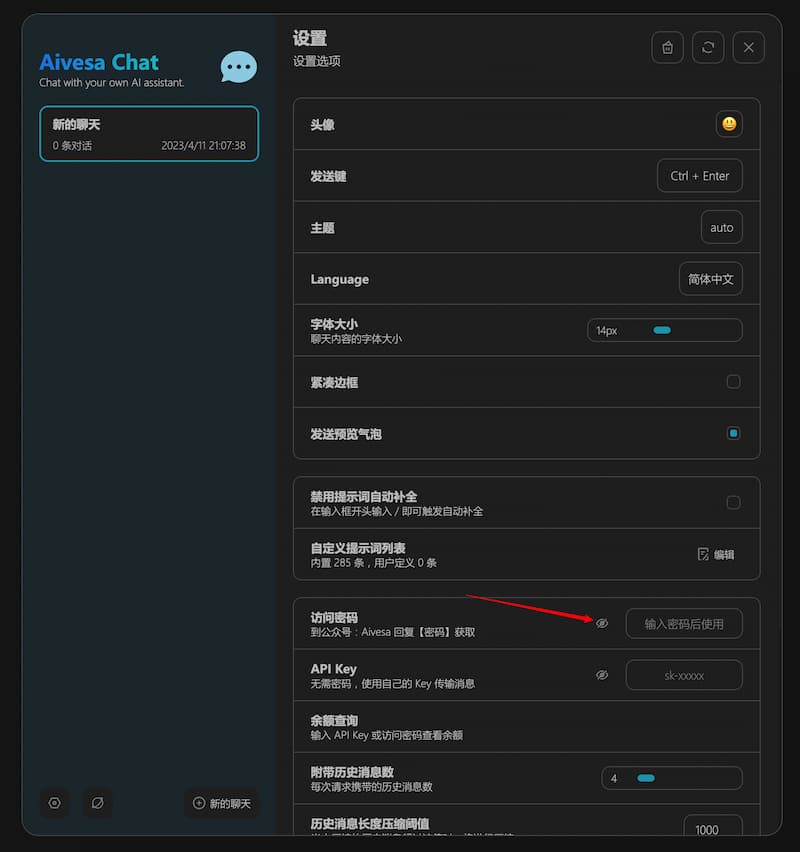 Aivesa Chat
Chat with your own AI assistant.
新的聊天
0 条对话 2023/4/11 21:07:38
新的聊天
设置
设置选项
头像
发送键 Ctrl + Enter
主题 auto
Language 简体中文
字体大小
聊天内容的字体大小
14px
紧凑边框
发送预览气泡
禁用提示词自动补全
在输入框开头输入 / 即可触发自动补全
自定义提示词列表
内置 285 条，用户定义 0 条
编辑
访问密码
到公众号：Aivesa 回复【密码】获取
输入密码后使用
API Key
无需密码，使用自己的 Key 传输消息
sk-xxxxx
余额查询
输入 API Key 或访问密码查看余额
附带历史消息数
每次请求携带的历史消息数
4
历史消息长度压缩阈值
1000